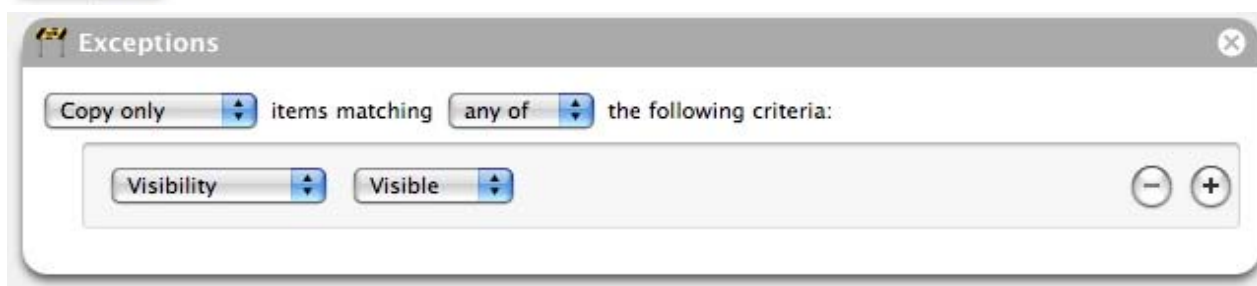 Exceptions
Copy only items matching any of the following criteria:
Visibility Visible